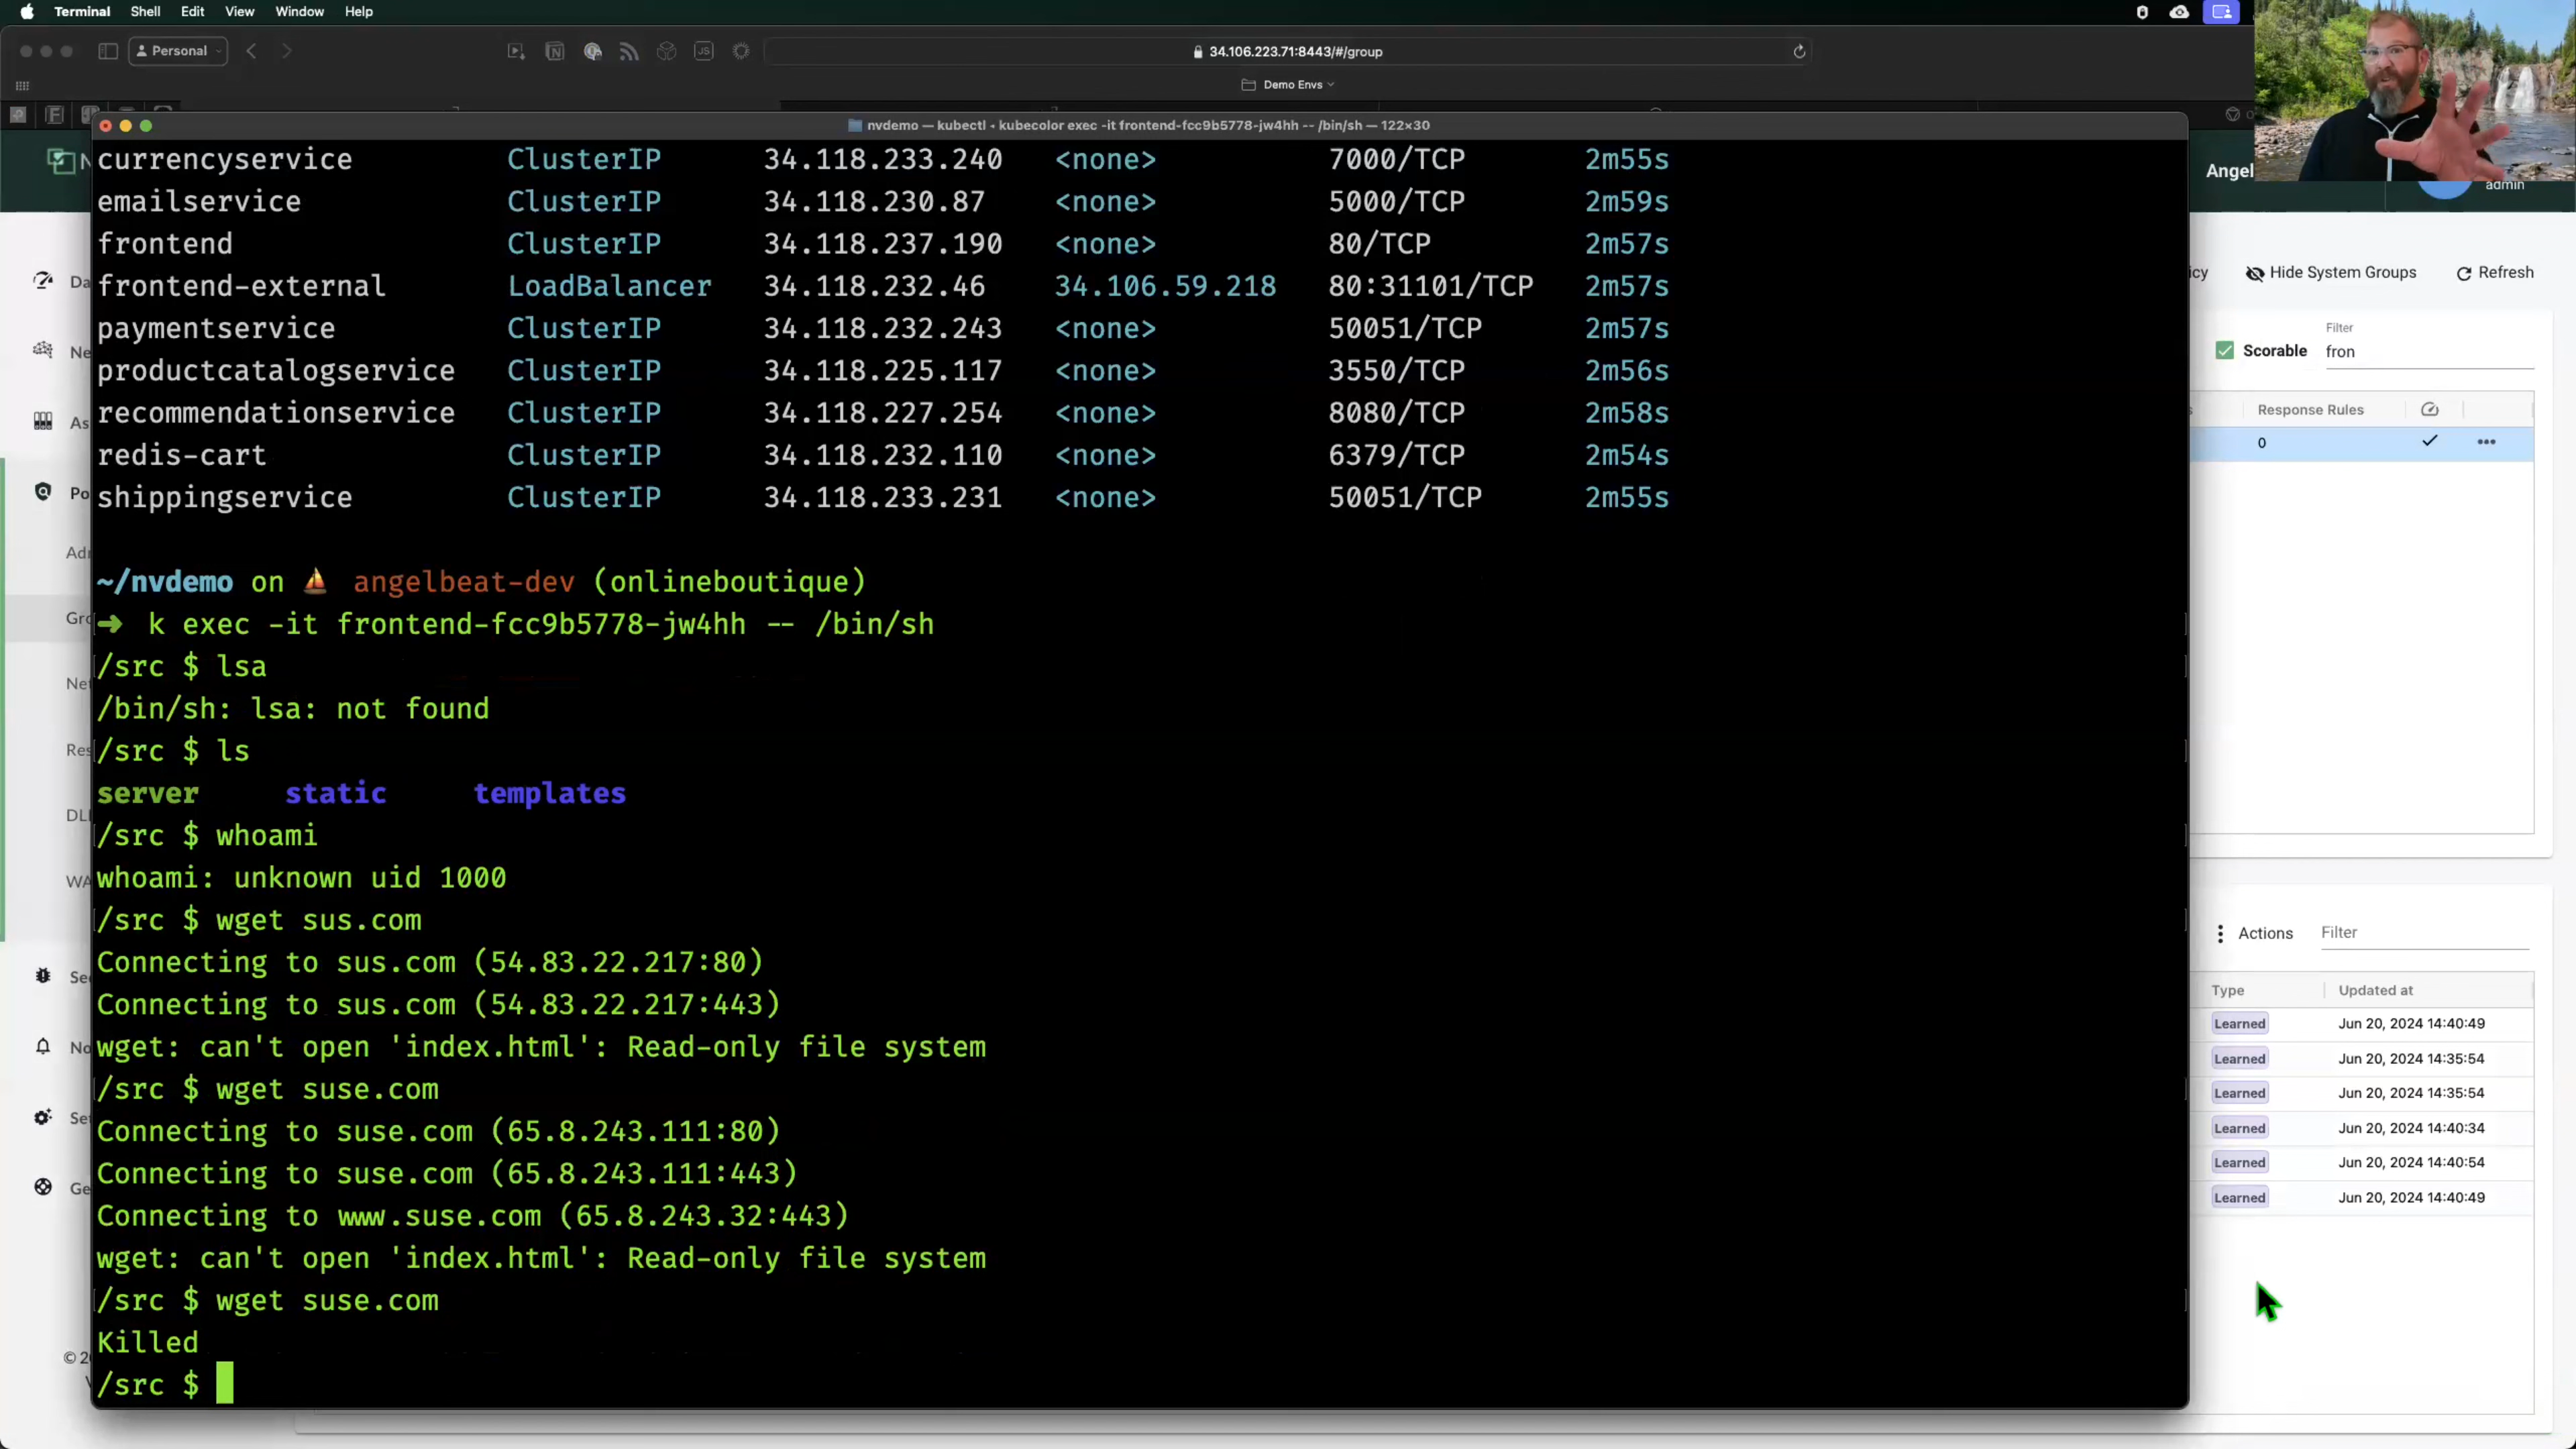 Terminal Shell Edit View Window Help
Personal
34.106.223.71:8443/#/group
Demo Envs
nvdemo — kubectl ◂ kubecolor exec -it frontend-fcc9b5778-jw4hh -- /bin/sh — 122×30
currencyservice ClusterIP 34.118.233.240 <none> 7000/TCP 2m55s
emailservice ClusterIP 34.118.230.87 <none> 5000/TCP 2m59s
frontend ClusterIP 34.118.237.190 <none> 80/TCP 2m57s
frontend-external LoadBalancer 34.118.232.46 34.106.59.218 80:31101/TCP 2m57s
paymentservice ClusterIP 34.118.232.243 <none> 50051/TCP 2m57s
productcatalogservice ClusterIP 34.118.225.117 <none> 3550/TCP 2m56s
recommendationservice ClusterIP 34.118.227.254 <none> 8080/TCP 2m58s
redis-cart ClusterIP 34.118.232.110 <none> 6379/TCP 2m54s
shippingservice ClusterIP 34.118.233.231 <none> 50051/TCP 2m55s
~/nvdemo on ⛵ angelbeat-dev (onlineboutique)
➜ k exec -it frontend-fcc9b5778-jw4hh -- /bin/sh
/src $ lsa
/bin/sh: lsa: not found
/src $ ls
server static templates
/src $ whoami
whoami: unknown uid 1000
/src $ wget sus.com
Connecting to sus.com (54.83.22.217:80)
Connecting to sus.com (54.83.22.217:443)
wget: can't open 'index.html': Read-only file system
/src $ wget suse.com
Connecting to suse.com (65.8.243.111:80)
Connecting to suse.com (65.8.243.111:443)
Connecting to www.suse.com (65.8.243.32:443)
wget: can't open 'index.html': Read-only file system
/src $ wget suse.com
Killed
/src $
Da
Ne
As
Po
Ad
Gro
Net
Res
DL
WA
Sec
No
Set
Ge
© 2
Angel
admin
icy Hide System Groups Refresh
Scorable Filter
fron
s Response Rules
0 •••
Actions Filter
Type Updated at
Learned Jun 20, 2024 14:40:49
Learned Jun 20, 2024 14:35:54
Learned Jun 20, 2024 14:35:54
Learned Jun 20, 2024 14:40:34
Learned Jun 20, 2024 14:40:54
Learned Jun 20, 2024 14:40:49